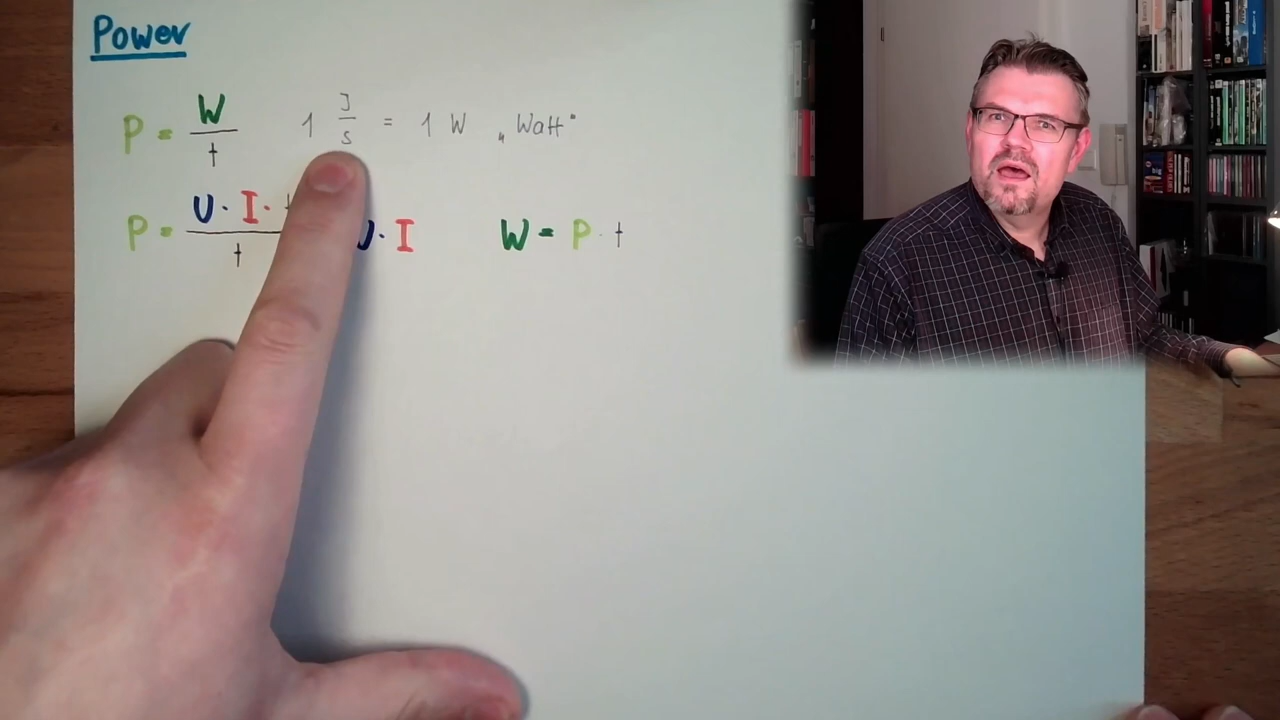 Power
P = W/t 1 J/s = 1 W „Watt"
P = U · I · t/t U · I W = P · t